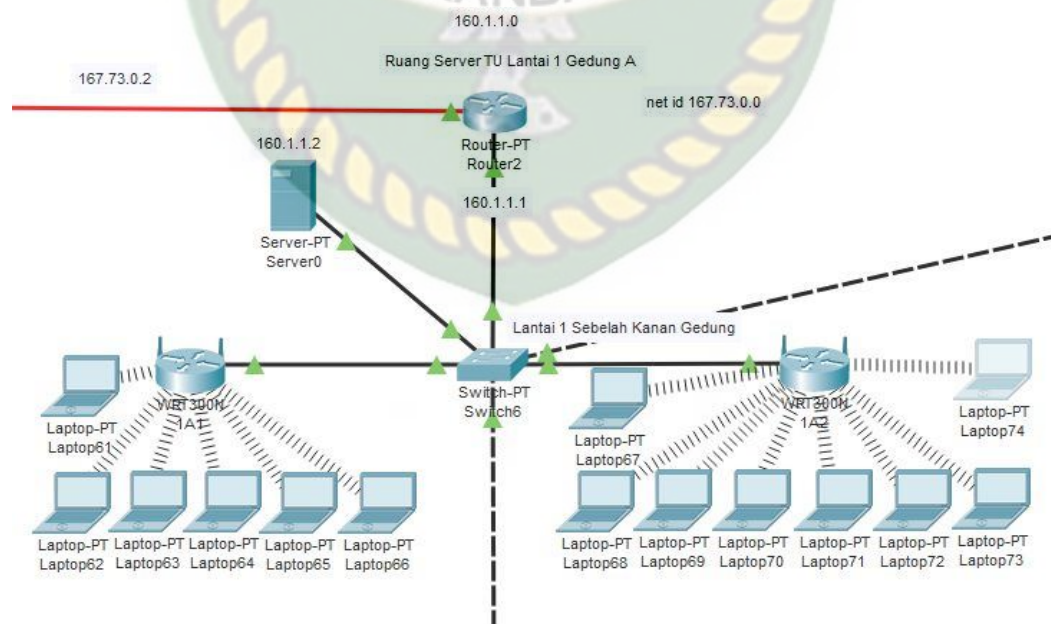 160.1.1.0
Ruang Server TU Lantai 1 Gedung A
167.73.0.2
net id 167.73.0.0
160.1.1.2
Router-PT
Router2
160.1.1.1
Server-PT
Server0
Lantai 1 Sebelah Kanan Gedung
WRT300N
1A1
Switch-PT
Switch6
WRT300N
1A2
Laptop-PT
Laptop61
Laptop-PT
Laptop67
Laptop-PT
Laptop74
Laptop-PT
Laptop62
Laptop-PT
Laptop63
Laptop-PT
Laptop64
Laptop-PT
Laptop65
Laptop-PT
Laptop66
Laptop-PT
Laptop68
Laptop-PT
Laptop69
Laptop-PT
Laptop70
Laptop-PT
Laptop71
Laptop-PT
Laptop72
Laptop-PT
Laptop73